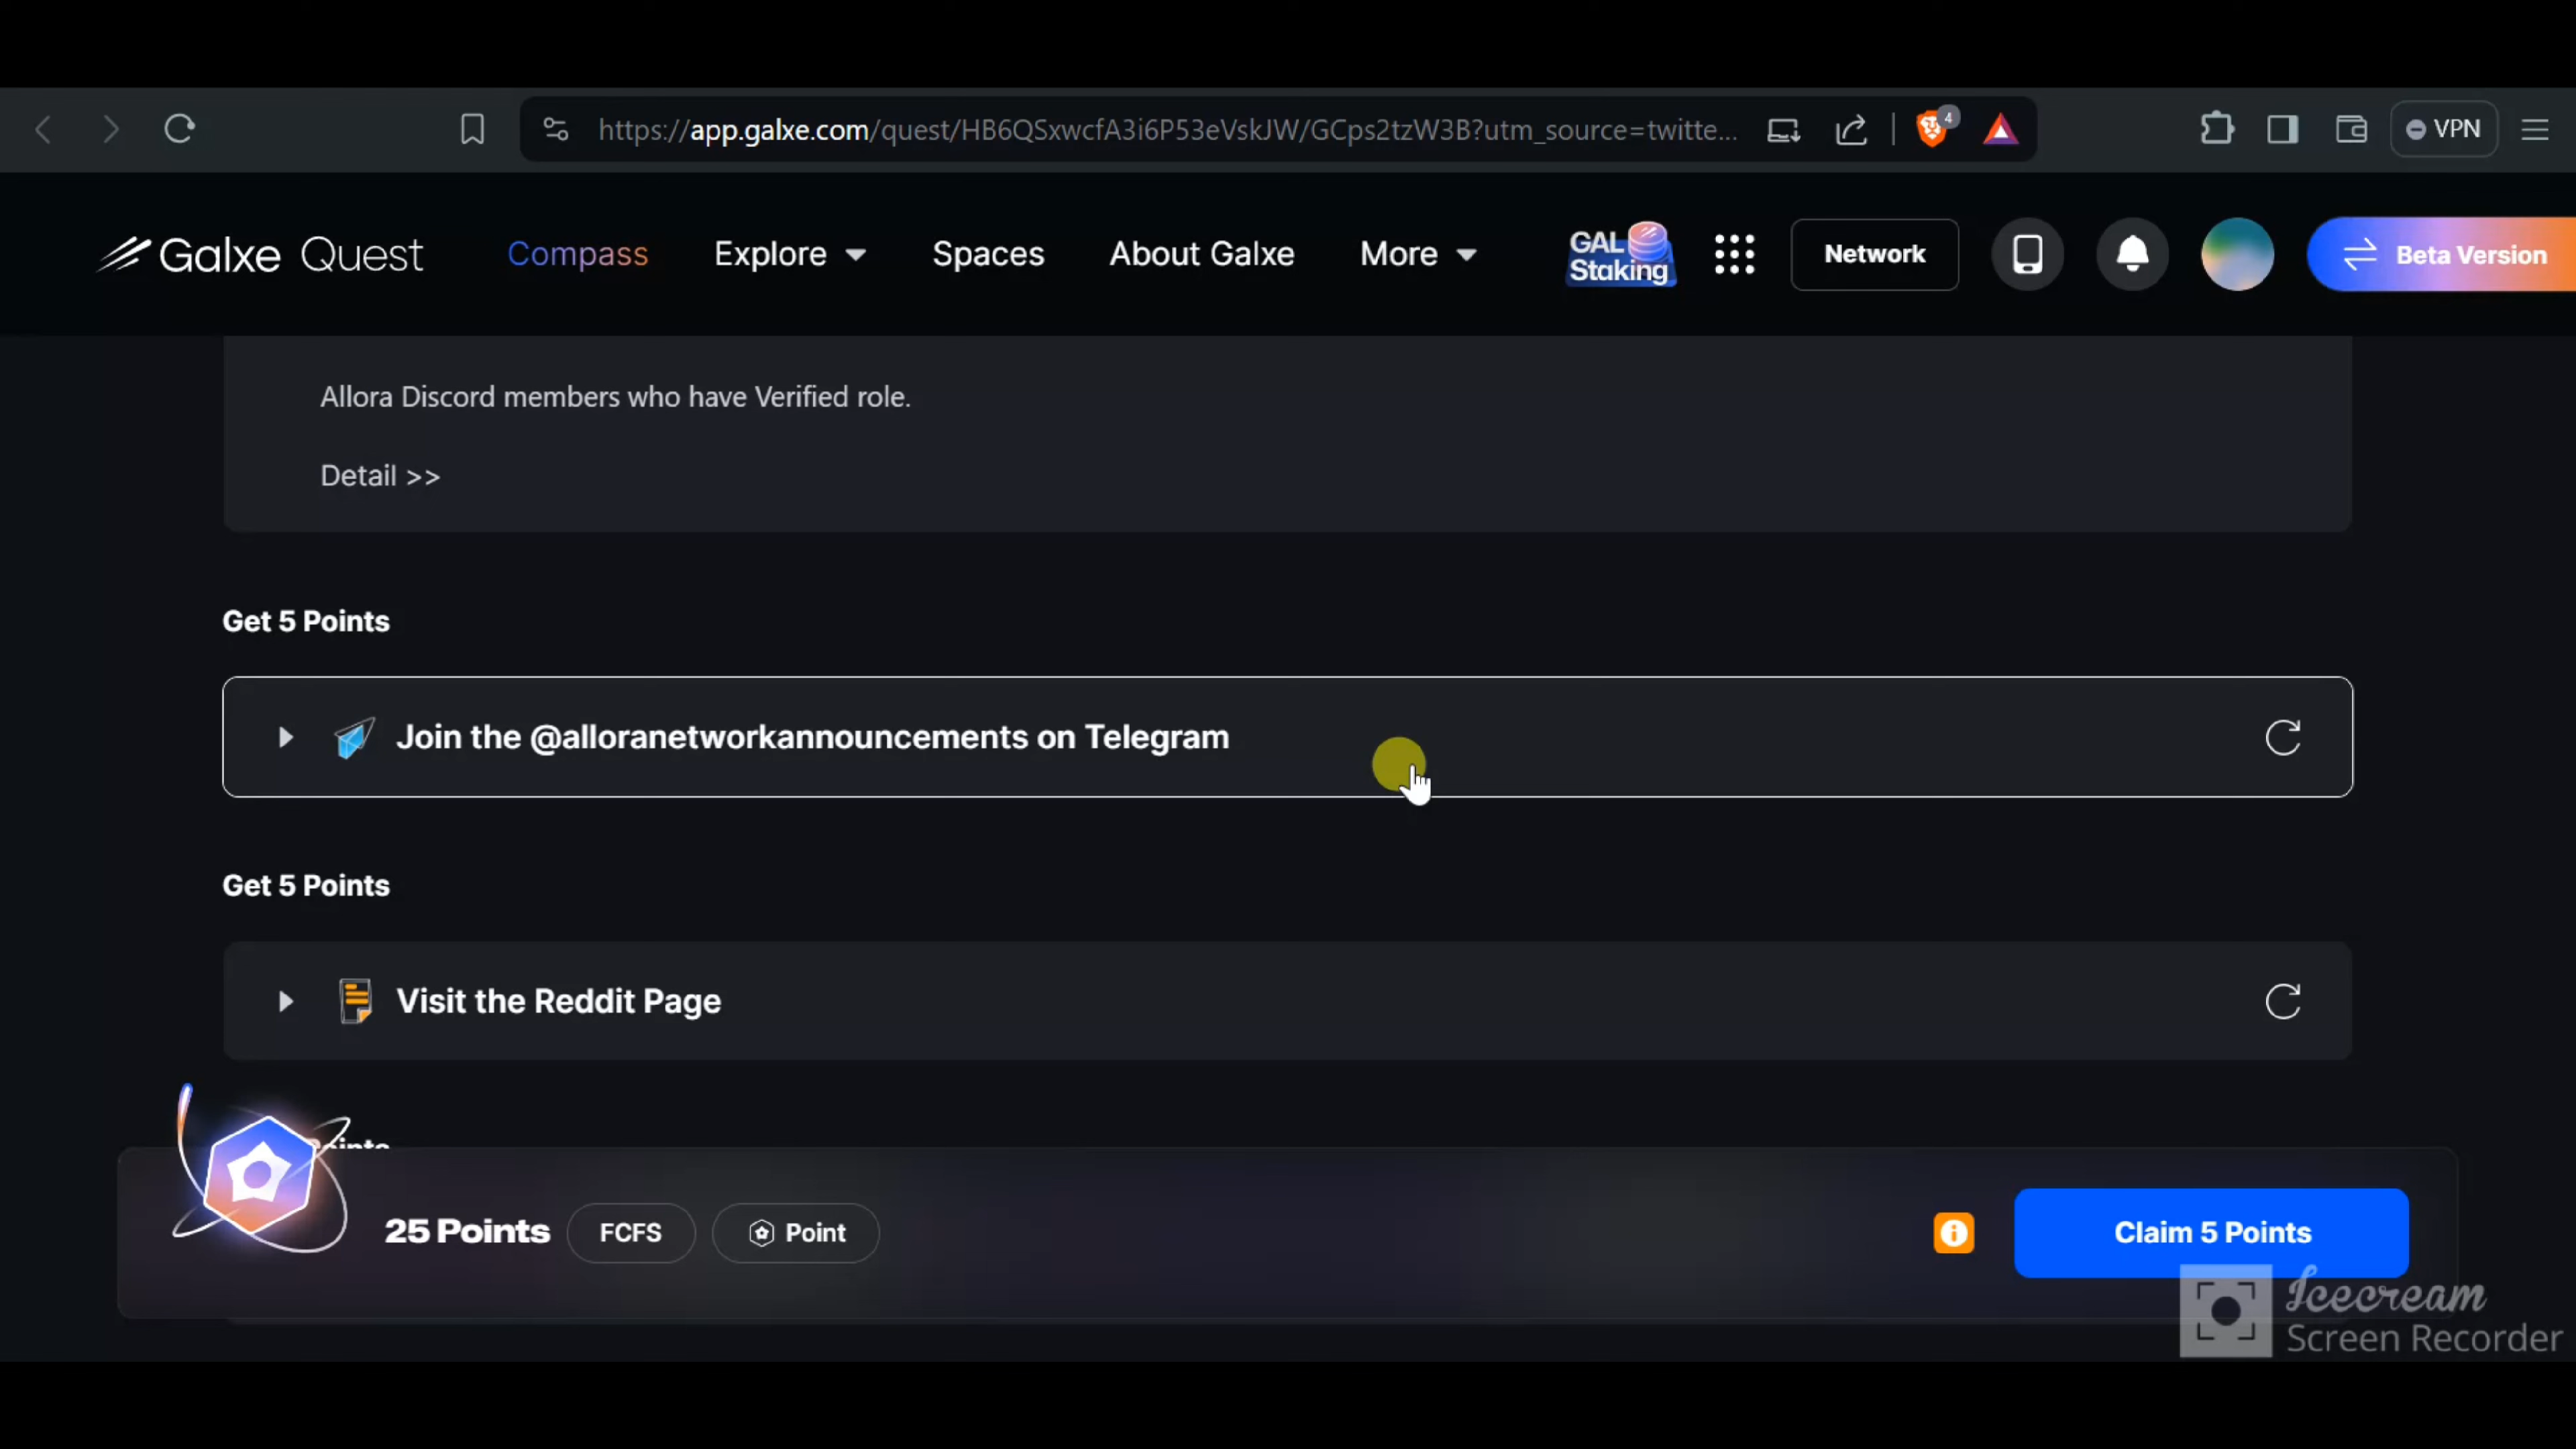 https://app.galxe.com/quest/HB6QSxwcfA3i6P53eVskJW/GCps2tzW3B?utm_source=twitte...
4
VPN
Galxe Quest
Compass
Explore
Spaces
About Galxe
More
GAL Staking
Network
Beta Version
Allora Discord members who have Verified role.
Detail >>
Get 5 Points
Join the @alloranetworkannouncements on Telegram
Get 5 Points
Visit the Reddit Page
Points
25 Points
FCFS
Point
Claim 5 Points
Icecream
Screen Recorder